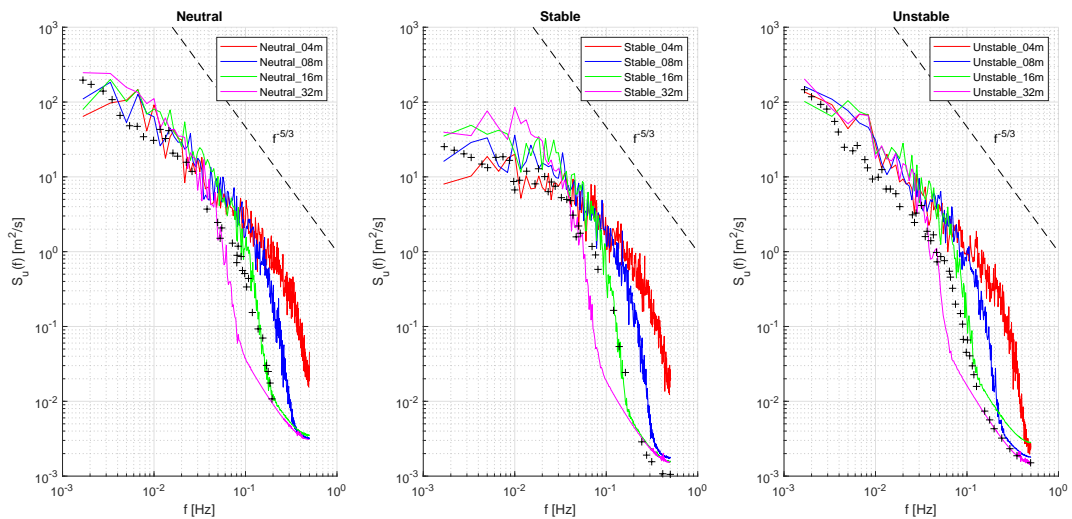 Neutral
10^3
10^2
10^1
10^0
10^-1
10^-2
10^-3
S_u(f) [m^2/s]
Neutral_04m
Neutral_08m
Neutral_16m
Neutral_32m
f^-5/3
10^-3 10^-2 10^-1 10^0
f [Hz]
Stable
10^3
10^2
10^1
10^0
10^-1
10^-2
10^-3
S_u(f) [m^2/s]
Stable_04m
Stable_08m
Stable_16m
Stable_32m
f^-5/3
10^-3 10^-2 10^-1 10^0
f [Hz]
Unstable
10^3
10^2
10^1
10^0
10^-1
10^-2
10^-3
S_u(f) [m^2/s]
Unstable_04m
Unstable_08m
Unstable_16m
Unstable_32m
f^-5/3
10^-3 10^-2 10^-1 10^0
f [Hz]